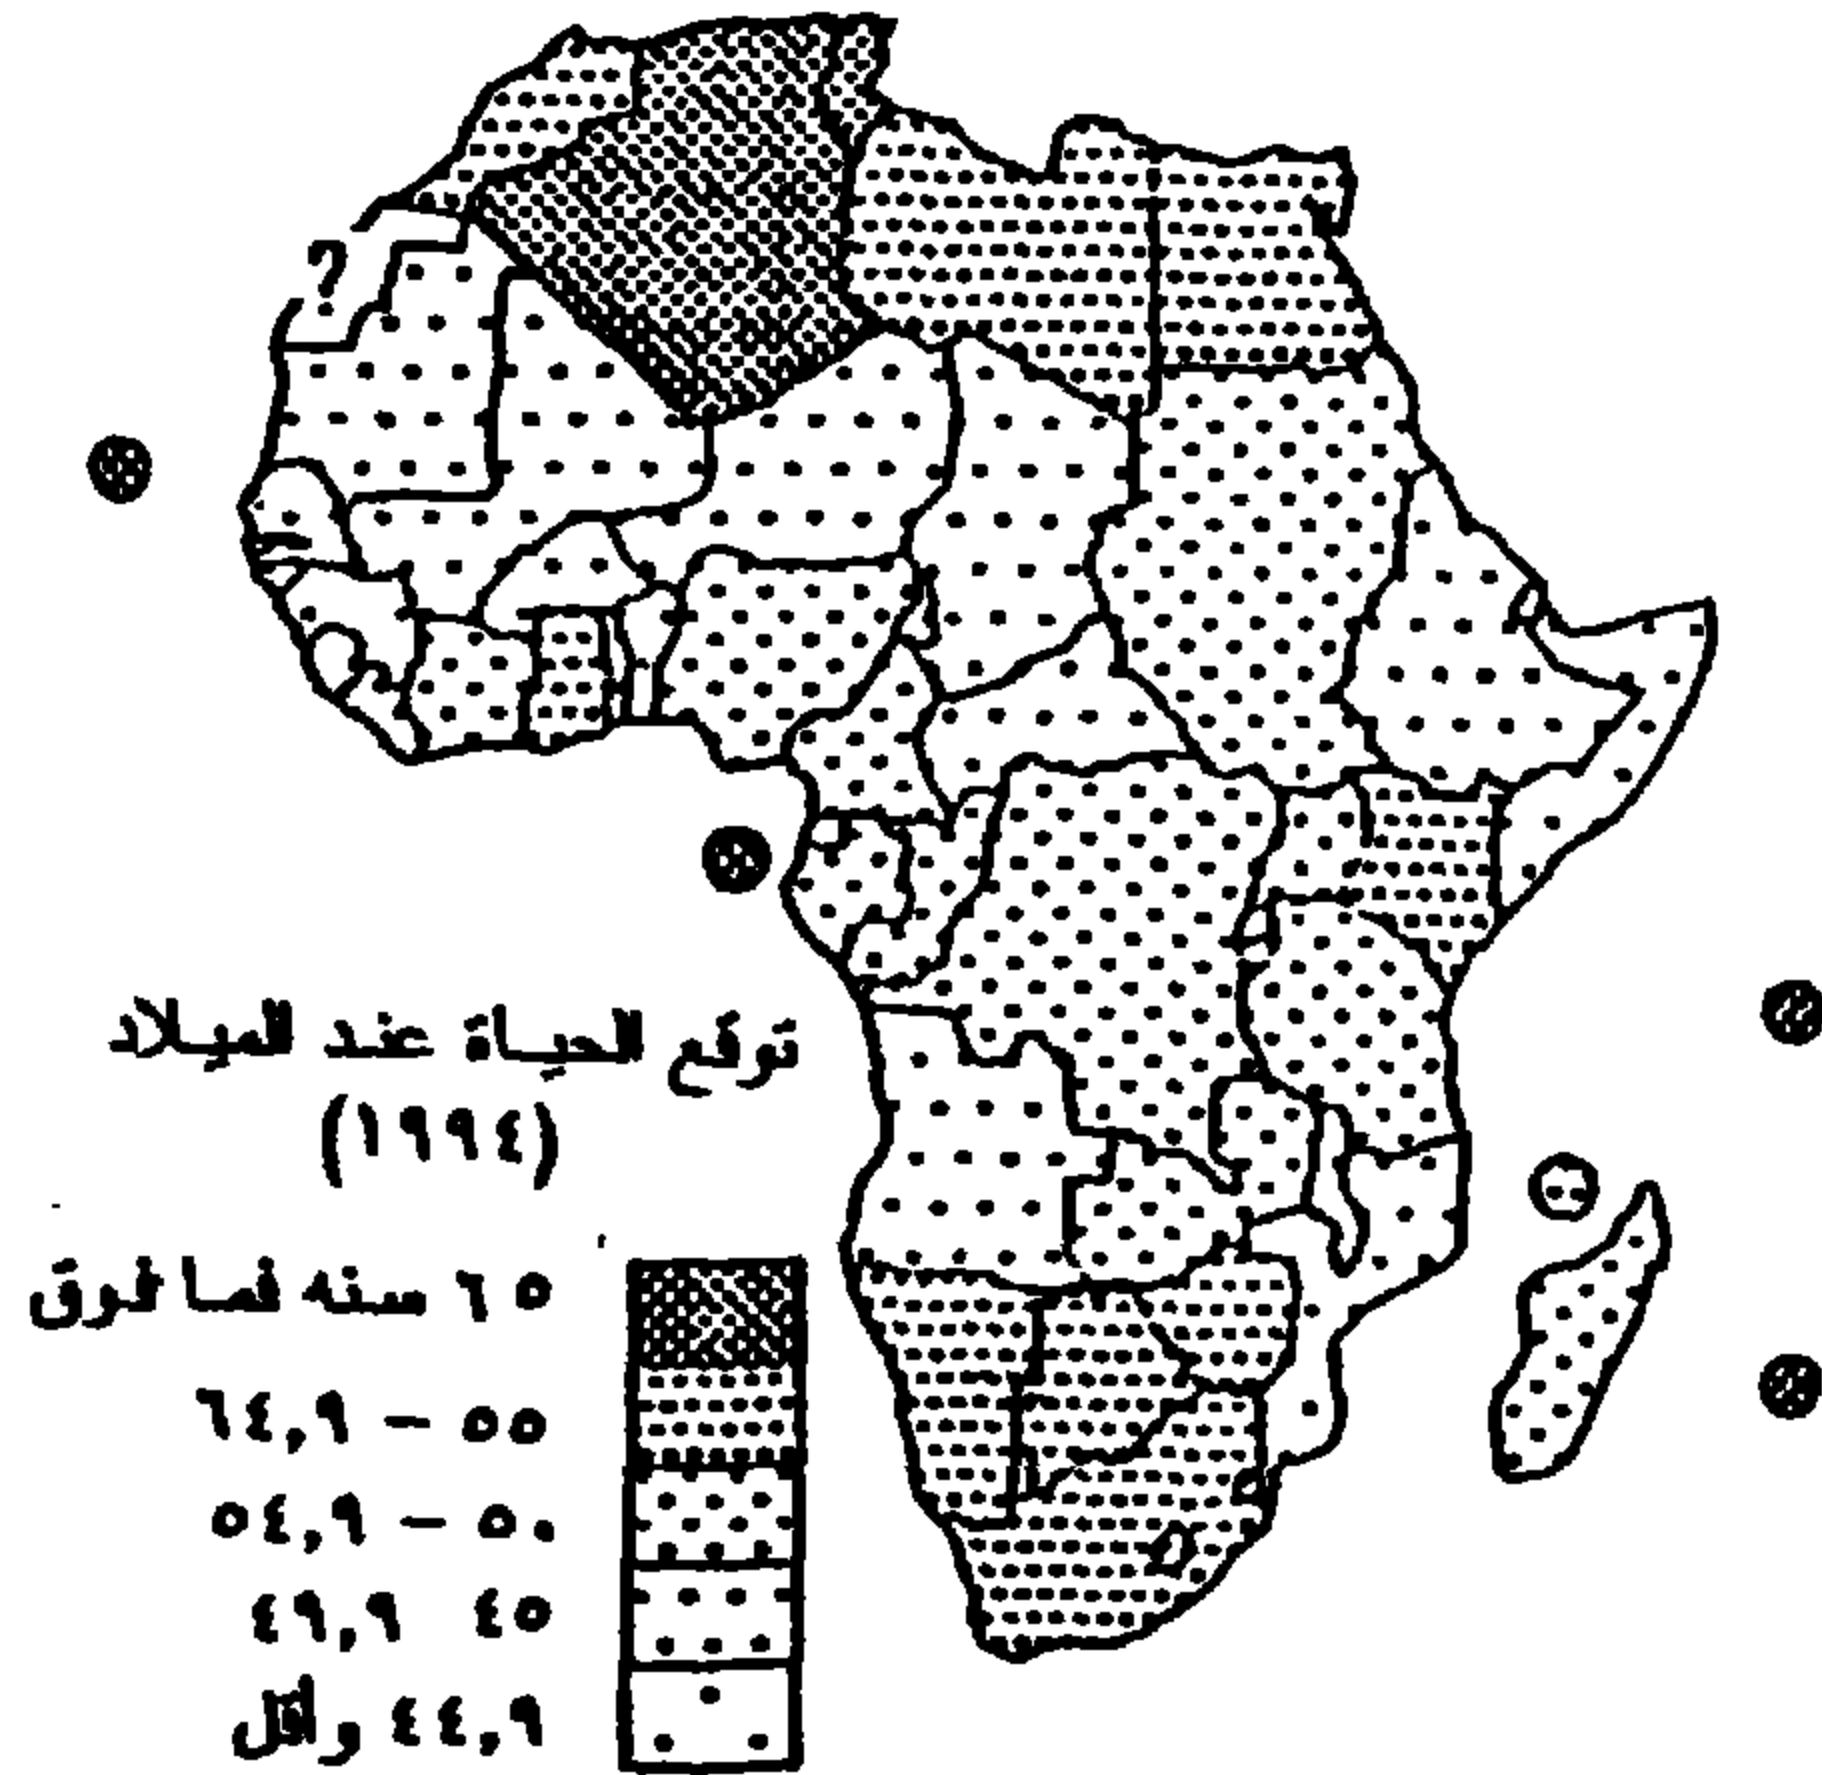 توقع الحياة عند الميلاد
(١٩٩٤)
?
٦٥ سنه فما فوق
٥٥ – ٦٤,٩
٥٠ – ٥٤,٩
٤٥ ٤٩,٩
٤٤,٩ واقل